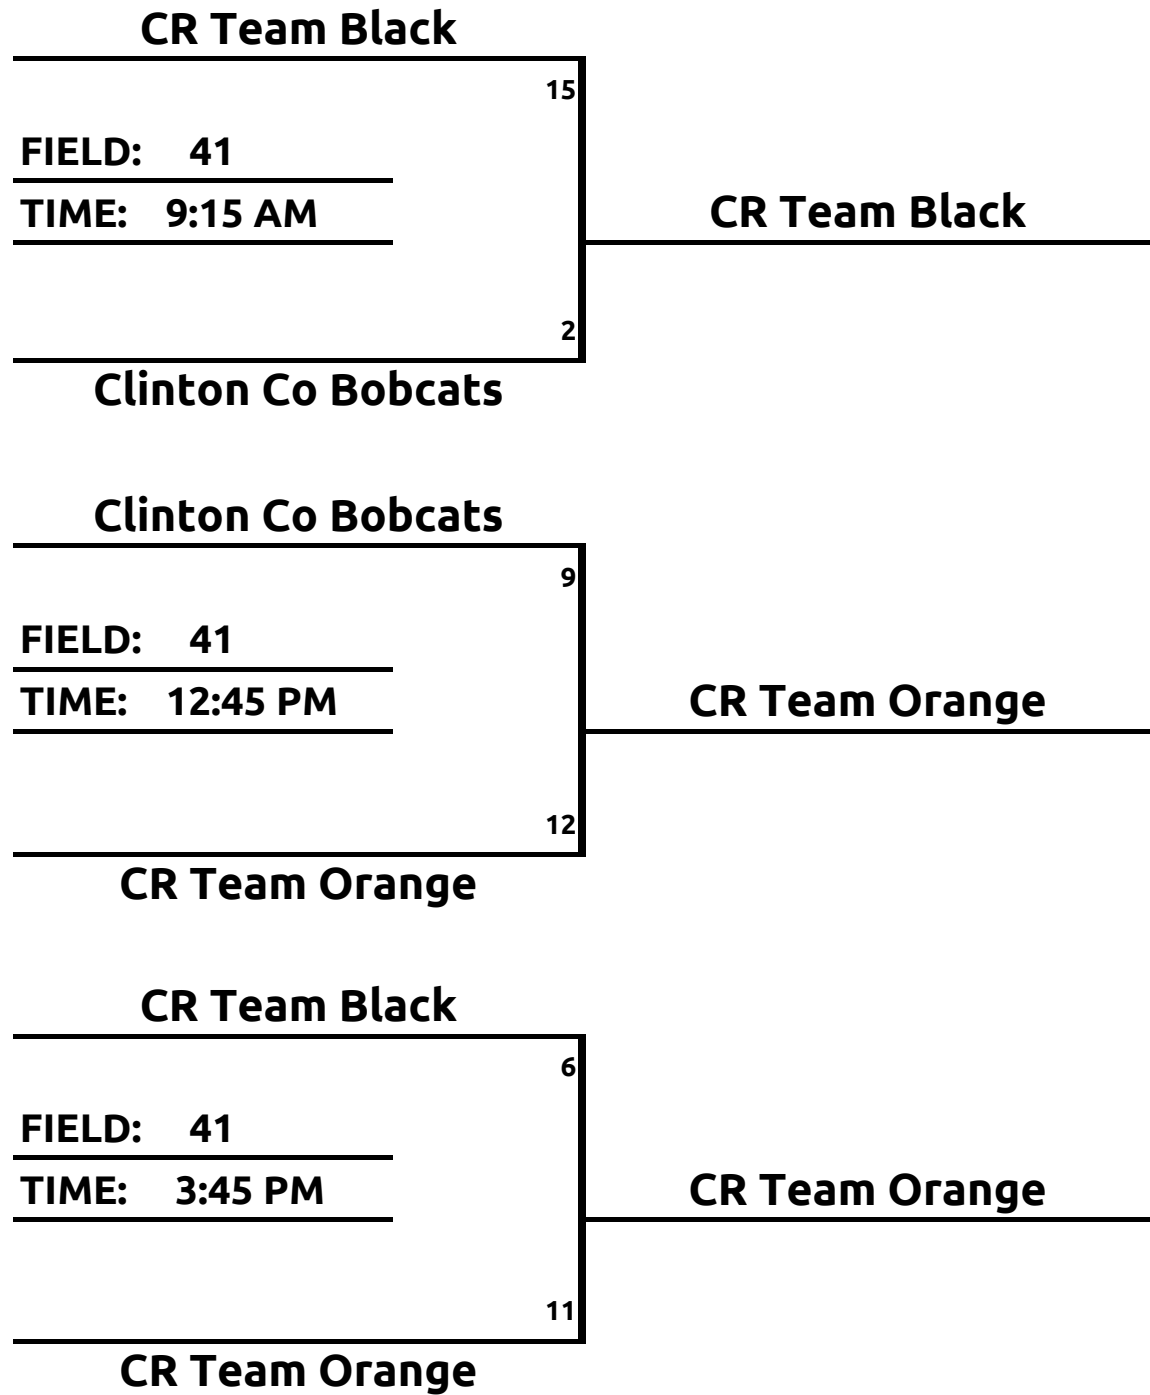 CR Team Black
15
FIELD: 41
TIME: 9:15 AM
CR Team Black
2
Clinton Co Bobcats
Clinton Co Bobcats
9
FIELD: 41
TIME: 12:45 PM
CR Team Orange
12
CR Team Orange
CR Team Black
6
FIELD: 41
TIME: 3:45 PM
CR Team Orange
11
CR Team Orange